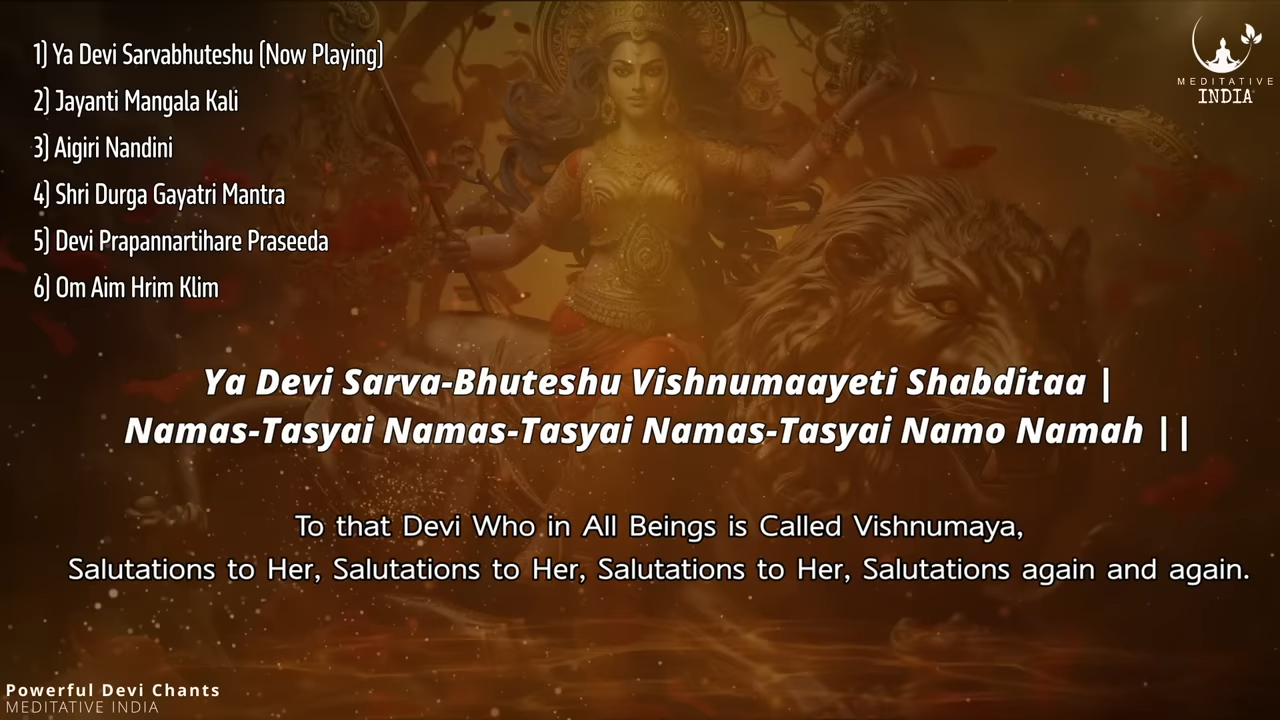 1) Ya Devi Sarvabhuteshu (Now Playing)
2) Jayanti Mangala Kali
3) Aigiri Nandini
4) Shri Durga Gayatri Mantra
5) Devi Prapannartihare Praseeda
6) Om Aim Hrim Klim
MEDITATIVE
INDIA
Ya Devi Sarva-Bhuteshu Vishnumaayeti Shabditaa |
Namas-Tasyai Namas-Tasyai Namas-Tasyai Namo Namah ||
To that Devi Who in All Beings is Called Vishnumaya,
Salutations to Her, Salutations to Her, Salutations to Her, Salutations again and again.
Powerful Devi Chants
MEDITATIVE INDIA